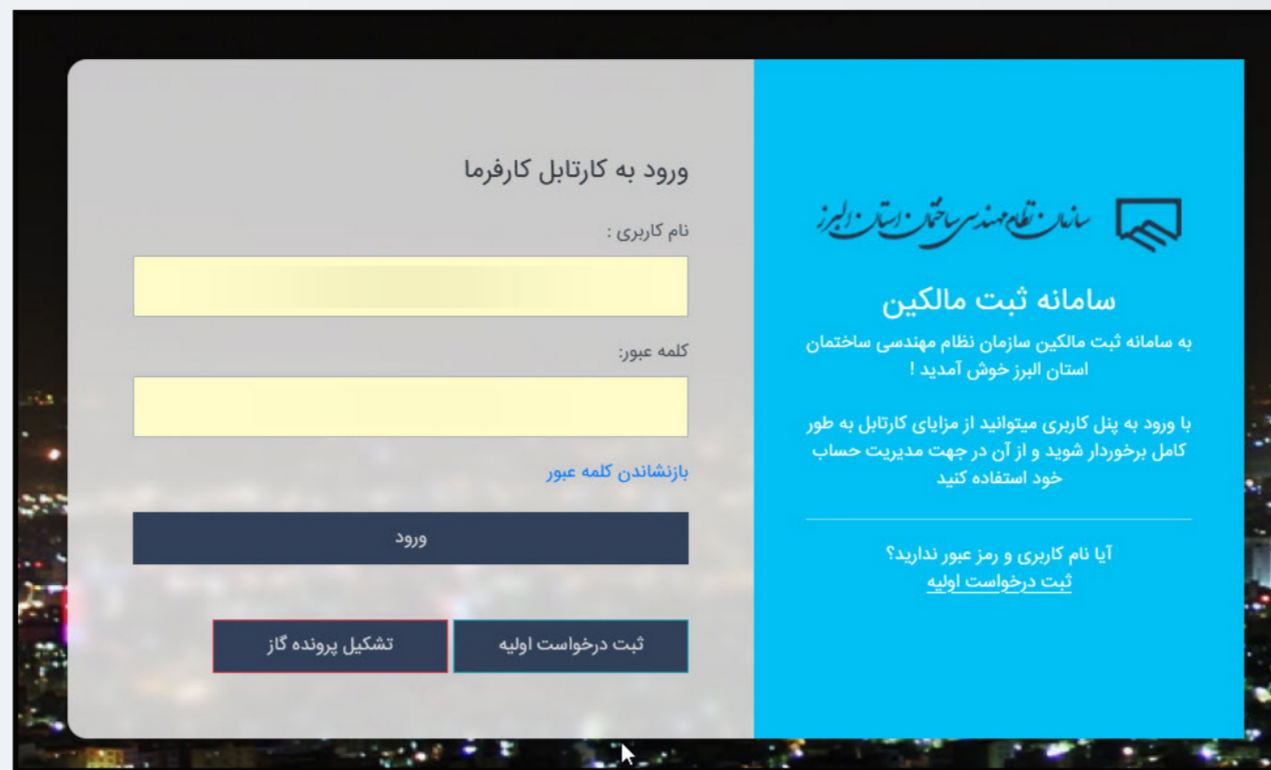 سازمان نظام مهندسی ساختمان استان البرز
سامانه ثبت مالکین
به سامانه ثبت مالکین سازمان نظام مهندسی ساختمان
استان البرز خوش آمدید !
با ورود به پنل کاربری میتوانید از مزایای کارتابل به طور
کامل برخوردار شوید و از آن در جهت مدیریت حساب
خود استفاده کنید
آیا نام کاربری و رمز عبور ندارید؟
ثبت درخواست اولیه
ورود به کارتابل کارفرما
نام کاربری :
کلمه عبور:
بازنشاندن کلمه عبور
ورود
ثبت درخواست اولیه
تشکیل پرونده گاز